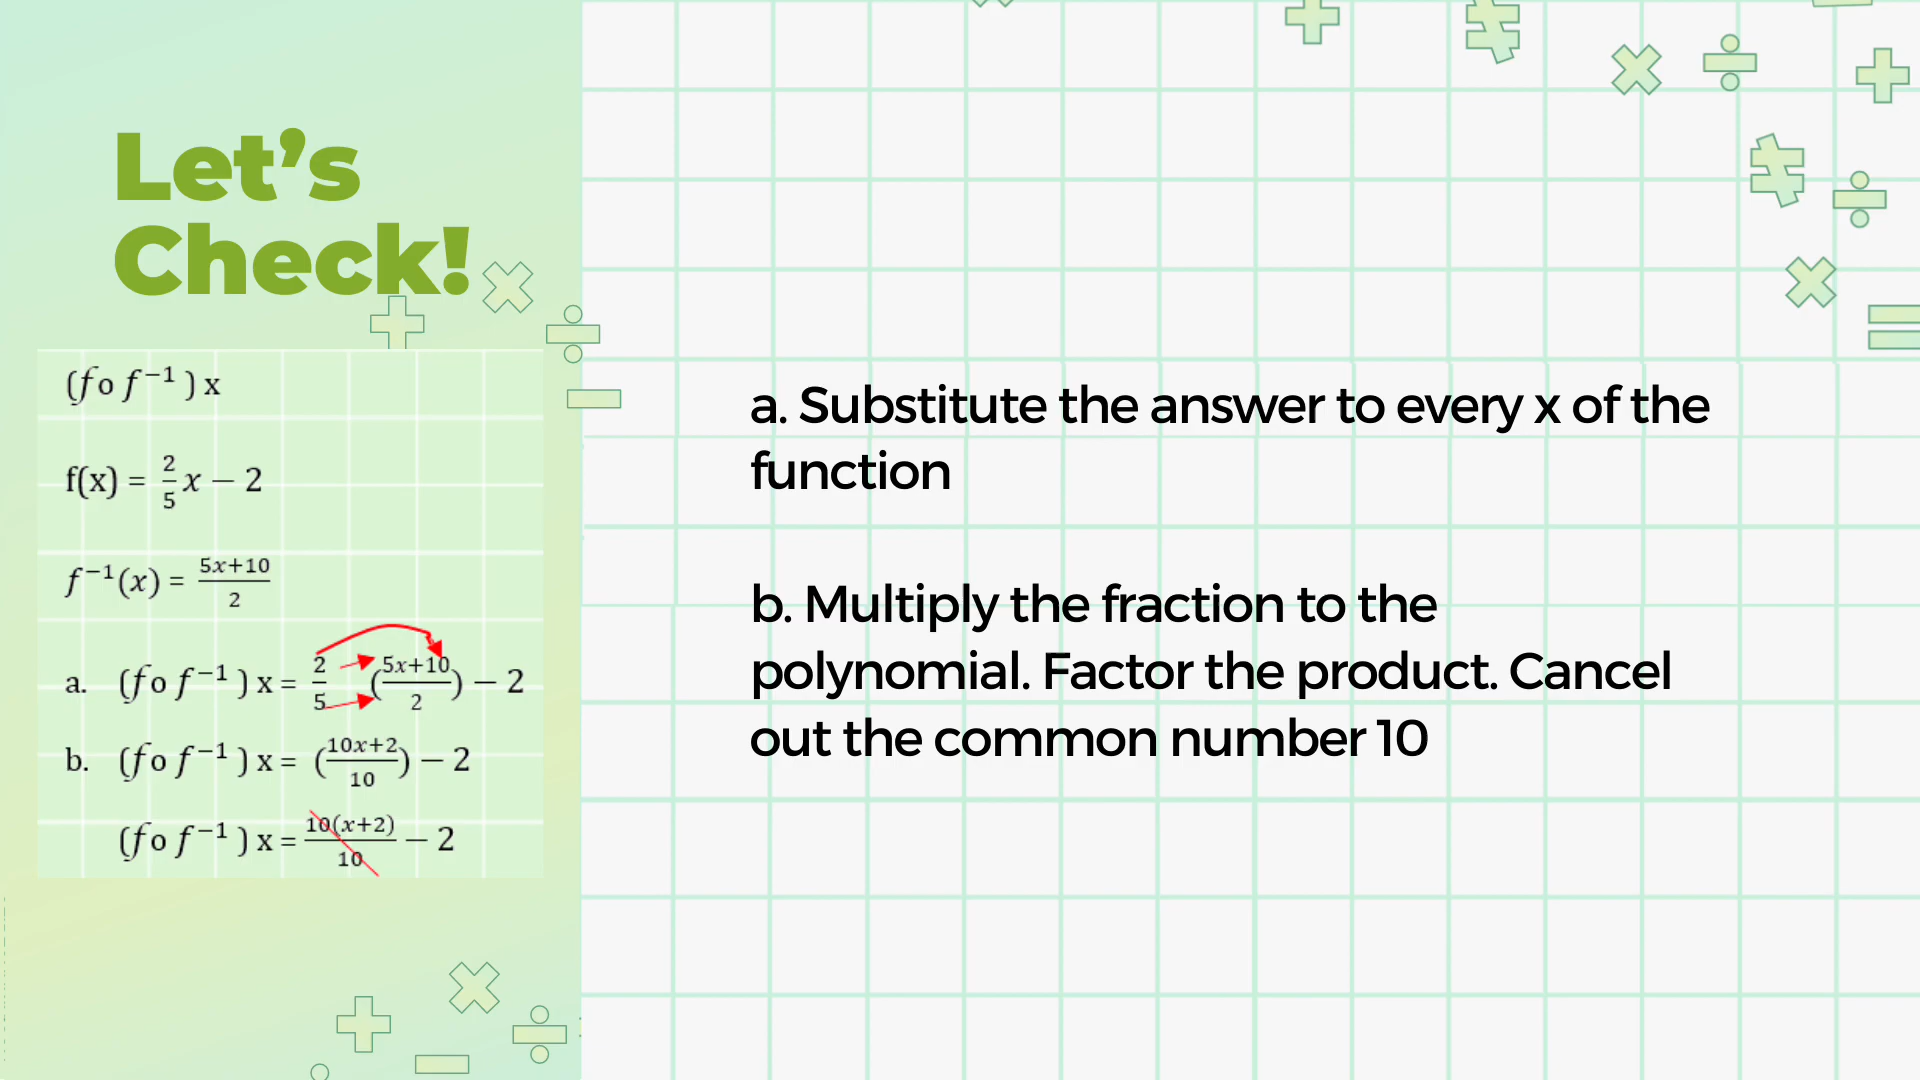 Let's
Check!
(f o f⁻¹ ) x
f(x) = 2/5 x − 2
f⁻¹(x) = 5x+10/2
a. (f o f⁻¹ ) x = 2/5 (5x+10/2) − 2
b. (f o f⁻¹ ) x = (10x+2/10) − 2
(f o f⁻¹ ) x = 10(x+2)/10 − 2
a. Substitute the answer to every x of the
function
b. Multiply the fraction to the
polynomial. Factor the product. Cancel
out the common number 10